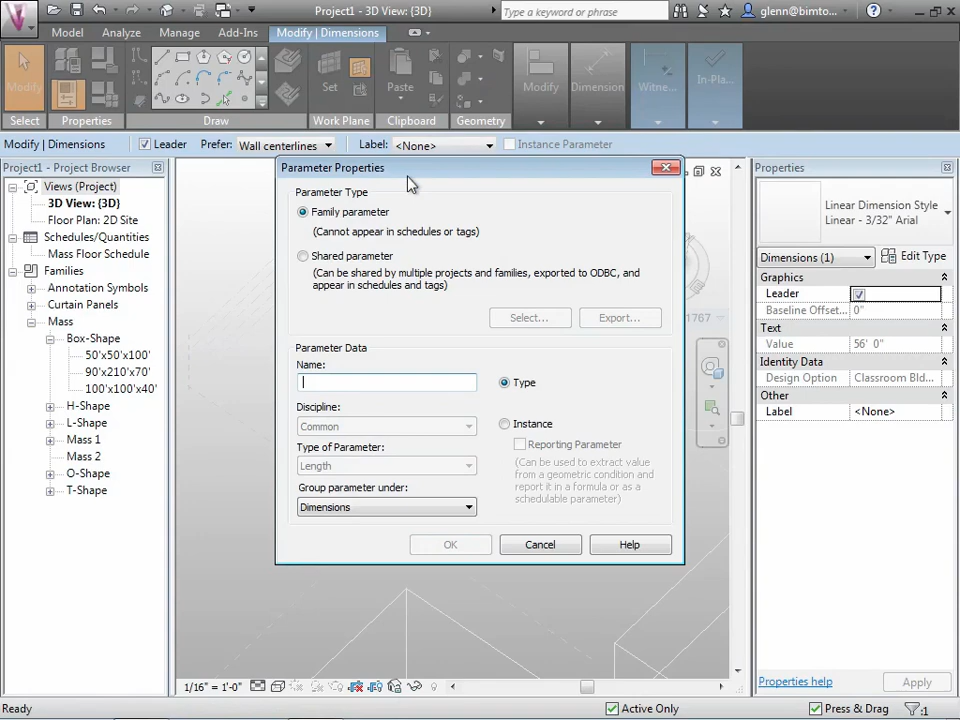 Project1 - 3D View: {3D}
Type a keyword or phrase
glenn@bimto...
Model
Analyze
Manage
Add-Ins
Modify | Dimensions
Modify
Set
Paste
Modify
Dimension
Witne...
In-Pla...
Select
Properties
Draw
Work Plane
Clipboard
Geometry
Modify | Dimensions
Leader
Prefer:
Wall centerlines
Label:
<None>
Instance Parameter
Project1 - Project Browser
Views (Project)
3D View: {3D}
Floor Plan: 2D Site
Schedules/Quantities
Mass Floor Schedule
Families
Annotation Symbols
Curtain Panels
Mass
Box-Shape
50'x50'x100'
90'x210'x70'
100'x100'x40'
H-Shape
L-Shape
Mass 1
Mass 2
O-Shape
T-Shape
Parameter Properties
Parameter Type
Family parameter
(Cannot appear in schedules or tags)
Shared parameter
(Can be shared by multiple projects and families, exported to ODBC, and
appear in schedules and tags)
Select...
Export...
Parameter Data
Name:
Type
Discipline:
Common
Instance
Reporting Parameter
Type of Parameter:
Length
(Can be used to extract value
from a geometric condition and
report it in a formula or as a
schedulable parameter)
Group parameter under:
Dimensions
OK
Cancel
Help
1767
Properties
Linear Dimension Style
Linear - 3/32" Arial
Dimensions (1)
Edit Type
Graphics
Leader
Baseline Offset...
0"
Text
Value
56' 0"
Identity Data
Design Option
Classroom Bld...
Other
Label
<None>
Properties help
Apply
1/16" = 1'-0"
Ready
Active Only
Press & Drag
:1